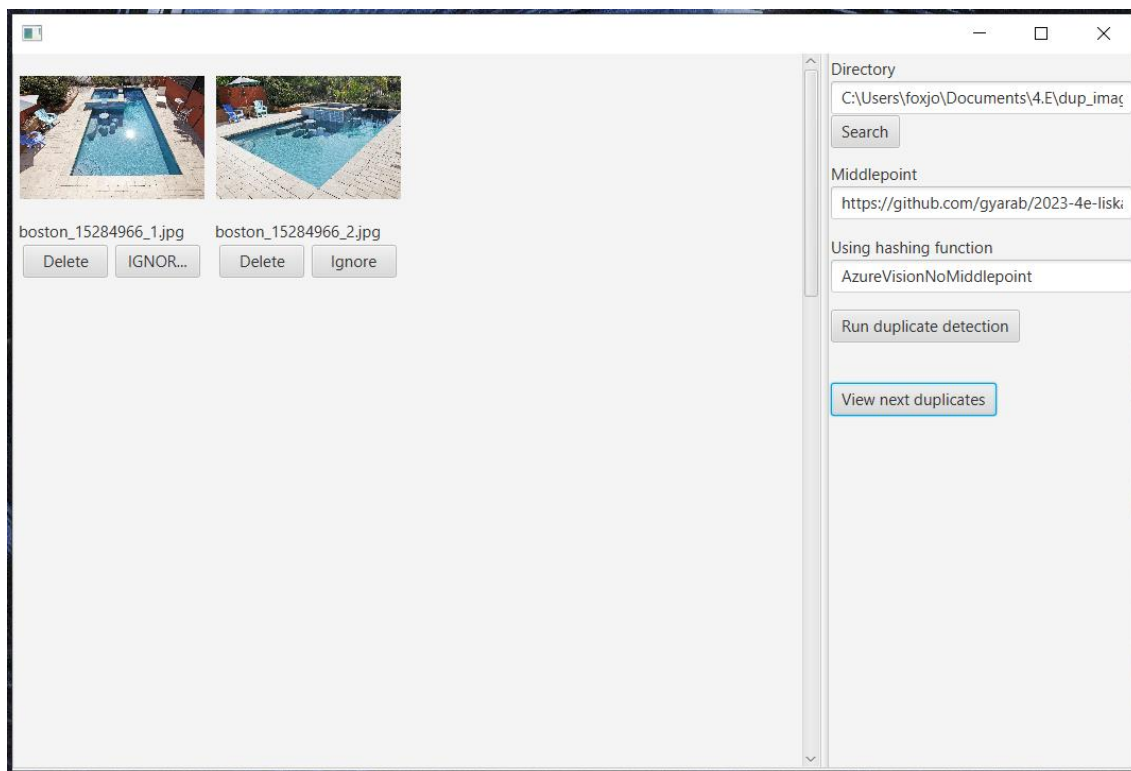 boston_15284966_1.jpg
boston_15284966_2.jpg
Delete
IGNOR...
Delete
Ignore
Directory
C:\Users\foxjo\Documents\4.E\dup_imag
Search
Middlepoint
https://github.com/gyarab/2023-4e-liska
Using hashing function
AzureVisionNoMiddlepoint
Run duplicate detection
View next duplicates